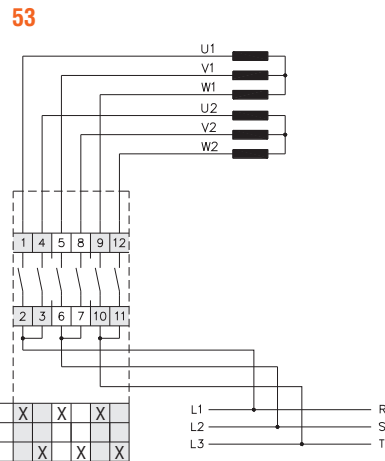 53
U1
V1
W1
U2
V2
W2
1 4 5 8 9 12
2 3 6 7 10 11
L1 R
L2 S
L3 T
X X X
X X X